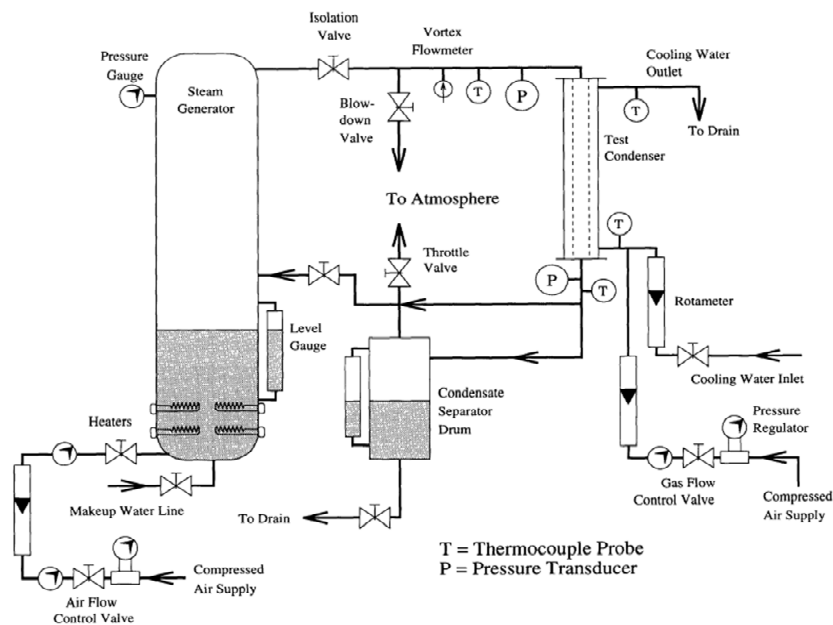 Isolation
Valve
Vortex
Flowmeter
Pressure
Gauge
Steam
Generator
Cooling Water
Outlet
T
P
T
Blow-
down
Valve
To Drain
Test
Condenser
To Atmosphere
T
Throttle
Valve
P
T
Rotameter
Level
Gauge
Cooling Water Inlet
Condensate
Separator
Drum
Heaters
Pressure
Regulator
Makeup Water Line
To Drain
Gas Flow
Control Valve
Compressed
Air Supply
T = Thermocouple Probe
P = Pressure Transducer
Compressed
Air Supply
Air Flow
Control Valve